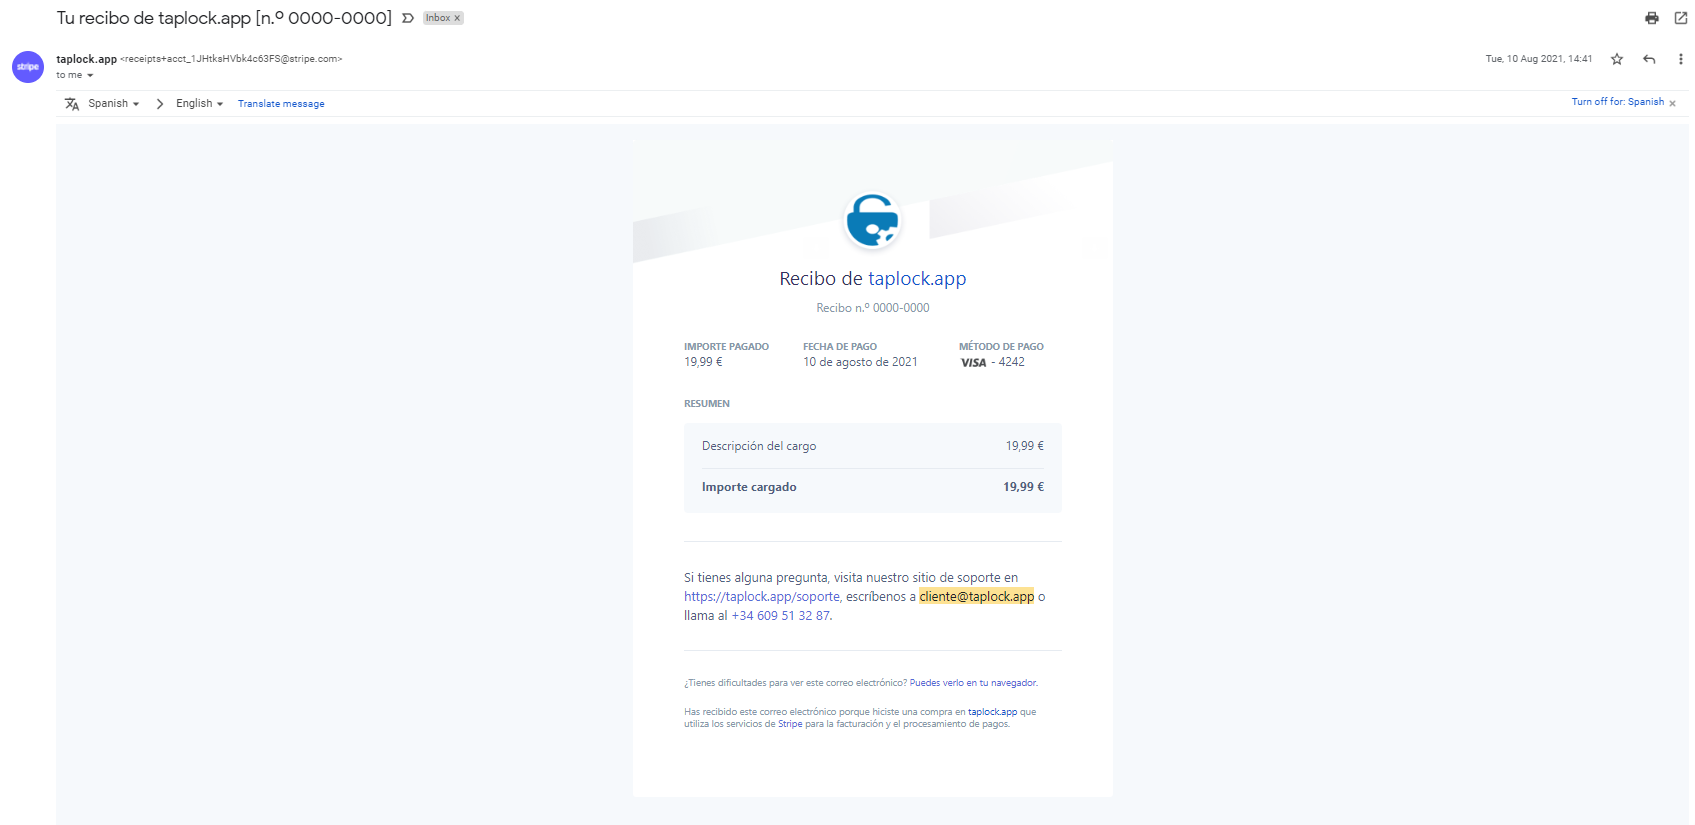 Tu recibo de taplock.app [n.º 0000-0000]
Inbox x
stripe
taplock.app <receipts+acct_1JHtksHVbk4c63FS@stripe.com>
Tue, 10 Aug 2021, 14:41
to me
Spanish > English Translate message
Turn off for: Spanish x
Recibo de taplock.app
Recibo n.º 0000-0000
IMPORTE PAGADO FECHA DE PAGO MÉTODO DE PAGO
19,99 € 10 de agosto de 2021 VISA - 4242
RESUMEN
Descripción del cargo 19,99 €
Importe cargado 19,99 €
Si tienes alguna pregunta, visita nuestro sitio de soporte en
https://taplock.app/soporte, escríbenos a cliente@taplock.app o
llama al +34 609 51 32 87.
¿Tienes dificultades para ver este correo electrónico? Puedes verlo en tu navegador.
Has recibido este correo electrónico porque hiciste una compra en taplock.app que
utiliza los servicios de Stripe para la facturación y el procesamiento de pagos.